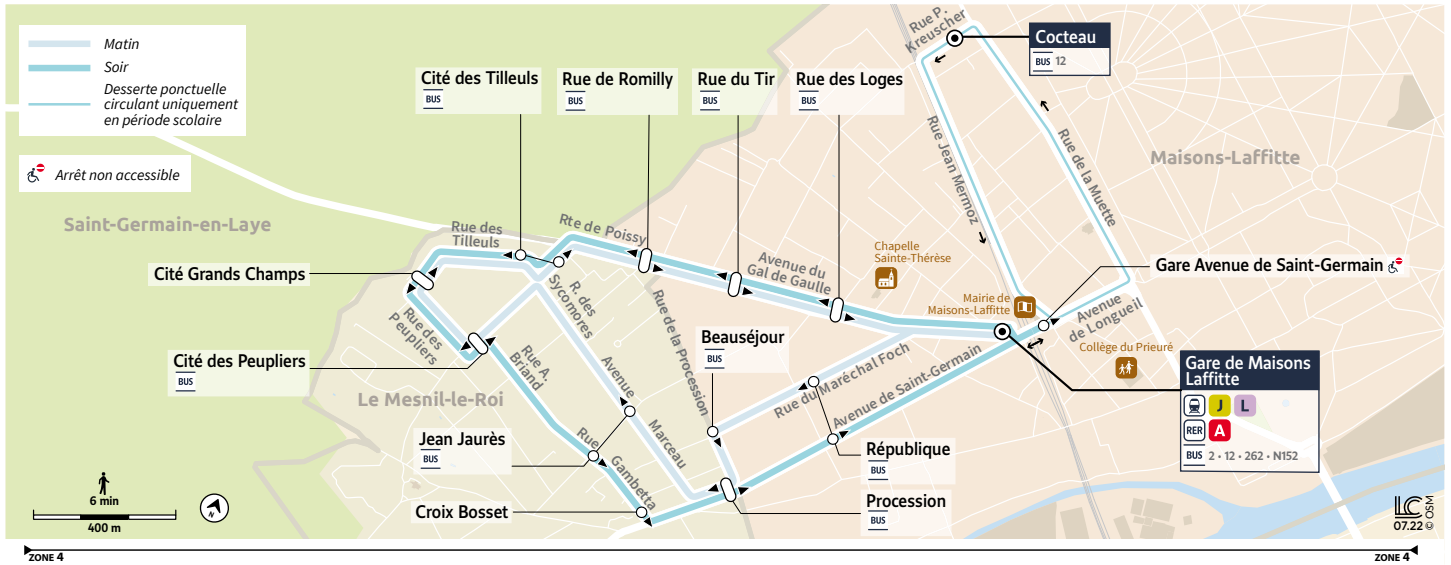 Matin
Soir
Desserte ponctuelle
circulant uniquement
en période scolaire
Arrêt non accessible
Saint-Germain-en-Laye
Maisons-Laffitte
Le Mesnil-le-Roi
Cité des Tilleuls
BUS
Rue de Romilly
BUS
Rue du Tir
BUS
Rue des Loges
BUS
Rue P.
Kreuscher
Cocteau
BUS 12
Rue Jean Mermoz
Rue de la Muette
Rue des
Tilleuls
Rte de Poissy
Avenue du
Gal de Gaulle
Chapelle
Sainte-Thérèse
Mairie de
Maisons-Laffitte
Gare Avenue de Saint-Germain
Avenue
de Longueil
Collège du Prieuré
Cité Grands Champs
Rue des
Peupliers
Cité des Peupliers
BUS
R. des
Sycomores
Rue A.
Briand
Avenue
Marceau
Rue de la Procession
Beauséjour
BUS
Rue du Maréchal Foch
Avenue de Saint-Germain
Gare de Maisons
Laffitte
J L
RER A
BUS 2 • 12 • 262 • N152
Jean Jaurès
BUS
Rue
Gambetta
République
BUS
Croix Bosset
Procession
BUS
6 min
400 m
N
LC
07.22 © OSM
ZONE 4
ZONE 4